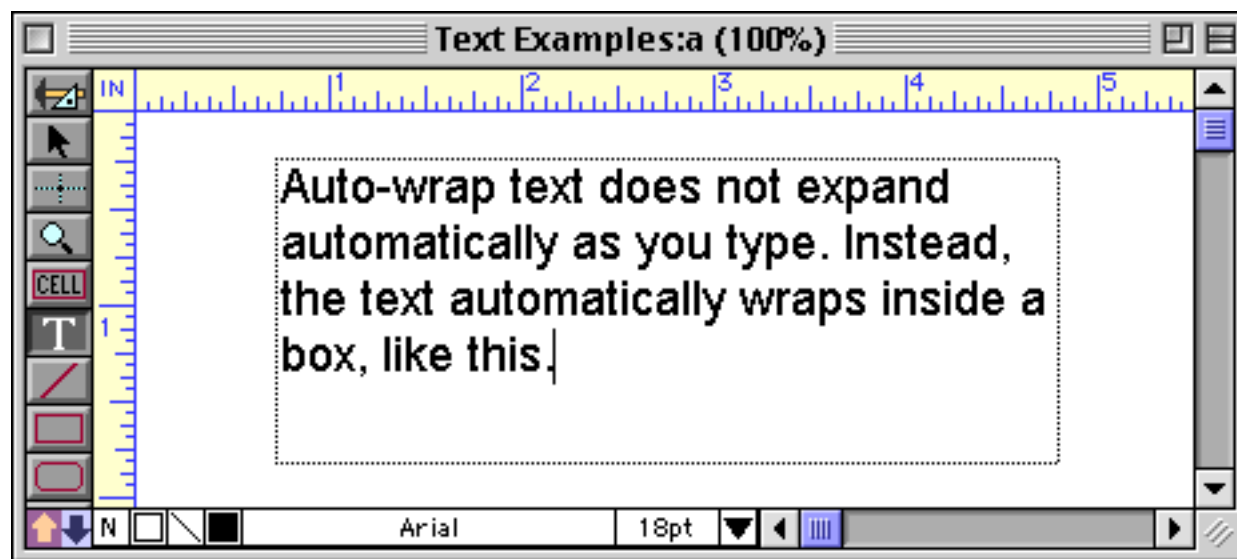 Text Examples:a (100%)
IN 1 2 3 4 5
Auto-wrap text does not expand
automatically as you type. Instead,
the text automatically wraps inside a
box, like this.
CELL
T
1
N Arial 18pt